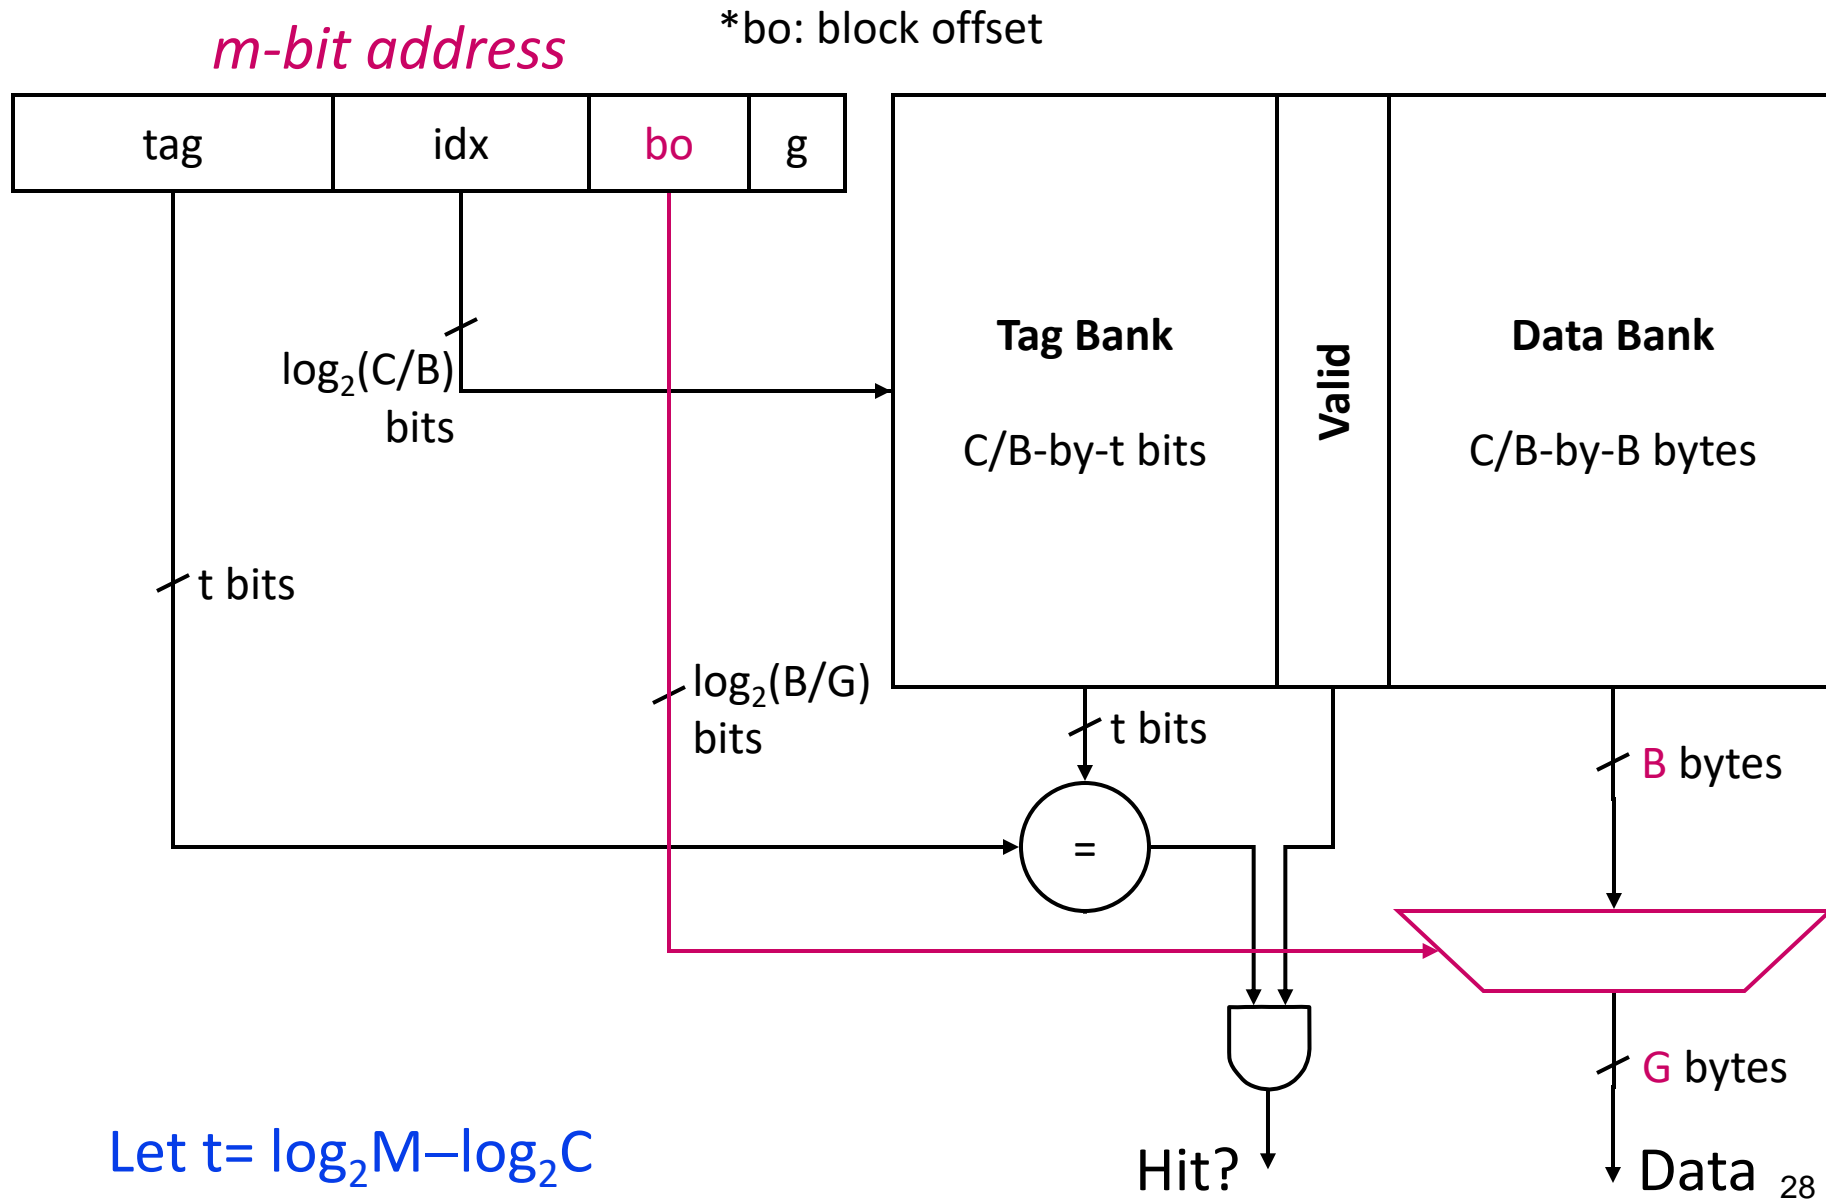 *bo: block offset
m-bit address
tag idx bo g
Tag Bank
Valid
Data Bank
log₂(C/B)
bits
C/B-by-t bits
C/B-by-B bytes
t bits
log₂(B/G)
bits
t bits
B bytes
=
G bytes
Let t= log₂M–log₂C
Hit?
Data
28